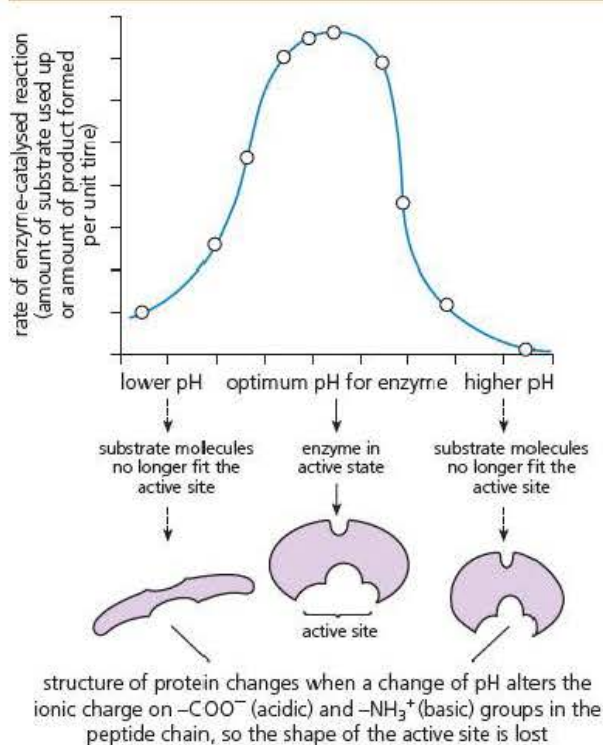 rate of enzyme-catalysed reaction
(amount of substrate used up
or amount of product formed
per unit time)
lower pH optimum pH for enzyme higher pH
substrate molecules
no longer fit the
active site
enzyme in
active state
substrate molecules
no longer fit the
active site
active site
structure of protein changes when a change of pH alters the
ionic charge on –COO⁻ (acidic) and –NH₃⁺ (basic) groups in the
peptide chain, so the shape of the active site is lost